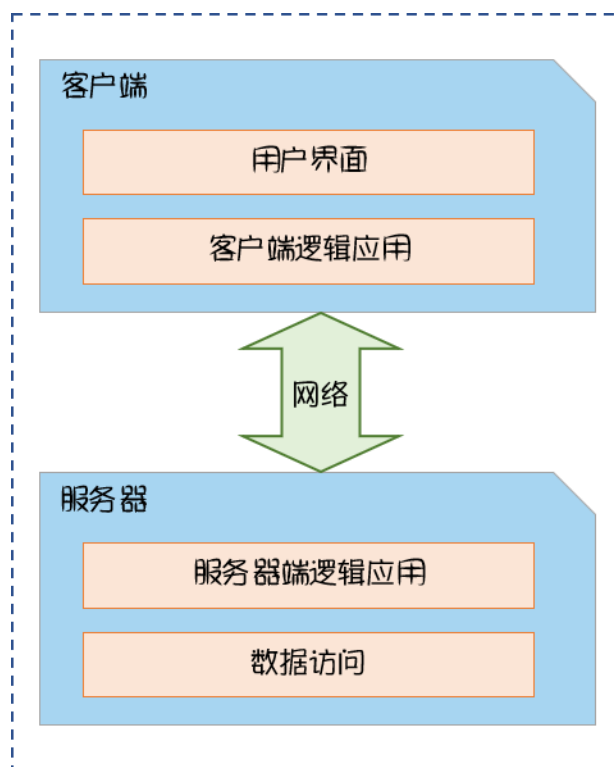 客户端
用户界面
客户端逻辑应用
网络
服务器
服务器端逻辑应用
数据访问